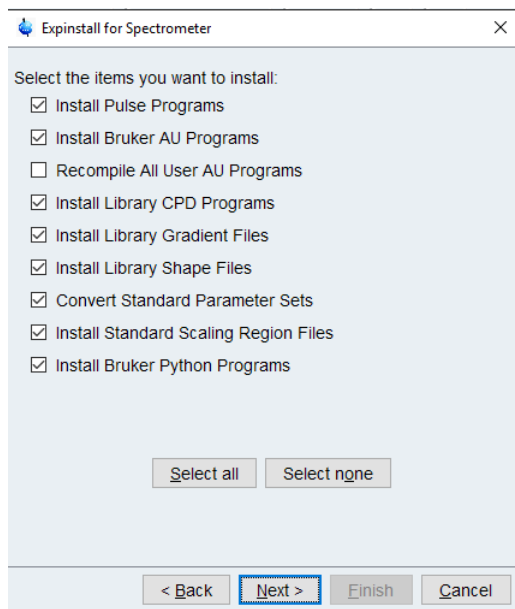 Expinstall for Spectrometer
Select the items you want to install:
Install Pulse Programs
Install Bruker AU Programs
Recompile All User AU Programs
Install Library CPD Programs
Install Library Gradient Files
Install Library Shape Files
Convert Standard Parameter Sets
Install Standard Scaling Region Files
Install Bruker Python Programs
Select all Select none
< Back Next > Finish Cancel